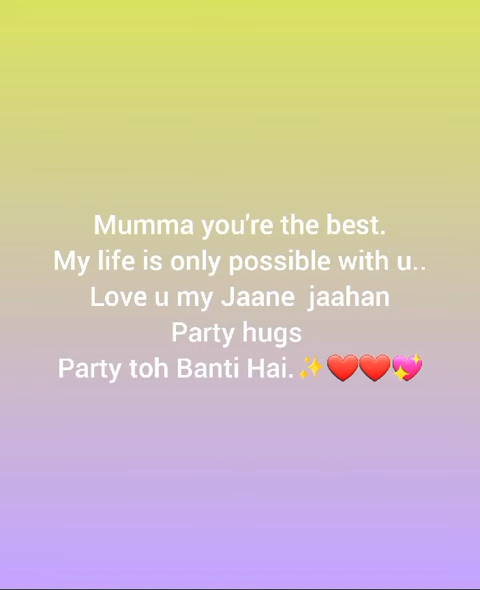 Mumma you're the best.
My life is only possible with u..
Love u my Jaane  jaahan
Party hugs
Party toh Banti Hai.✨❤️❤️💖